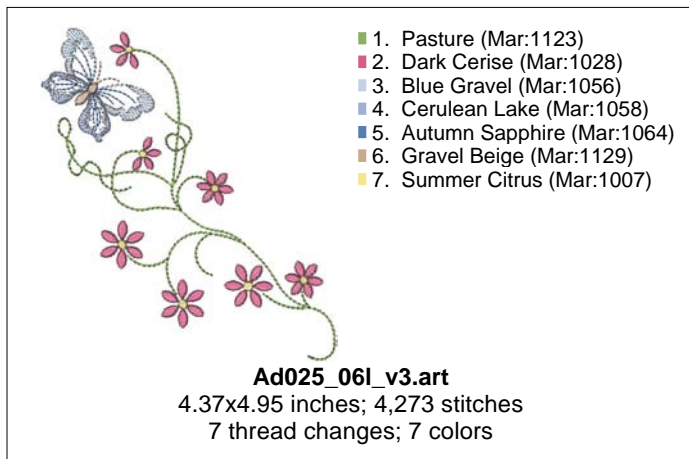 1. Pasture (Mar:1123)
2. Dark Cerise (Mar:1028)
3. Blue Gravel (Mar:1056)
4. Cerulean Lake (Mar:1058)
5. Autumn Sapphire (Mar:1064)
6. Gravel Beige (Mar:1129)
7. Summer Citrus (Mar:1007)
Ad025_06l_v3.art
4.37x4.95 inches; 4,273 stitches
7 thread changes; 7 colors